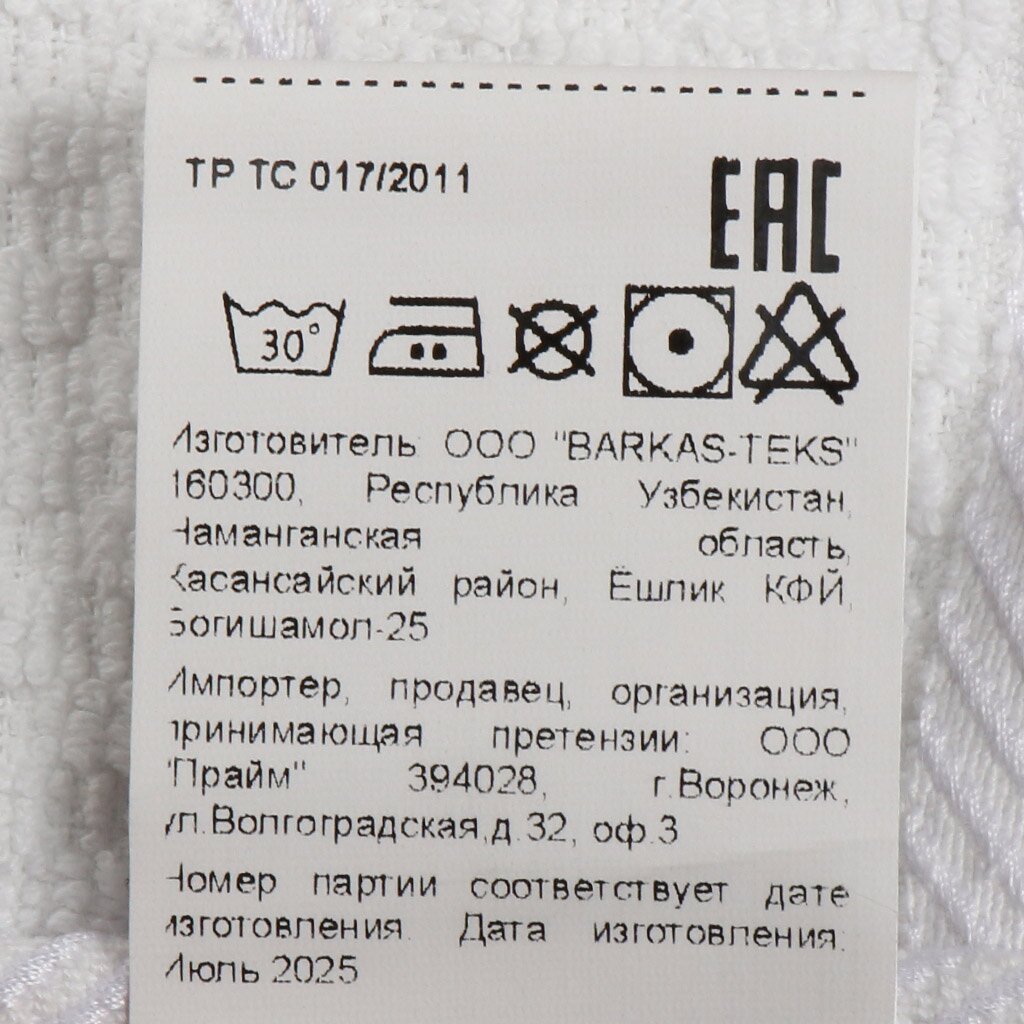 ТР ТС 017/2011
EAC
30°
Изготовитель ООО "BARKAS-TEKS"
160300, Республика Узбекистан,
Наманганская область,
Касансайский район, Ёшлик КФЙ,
Богишамол-25
Импортер, продавец, организация,
принимающая претензии: ООО
"Прайм" 394028, г.Воронеж,
ул.Волгоградская,д.32, оф.3
Номер партии соответствует дате
изготовления. Дата изготовления:
Июль 2025